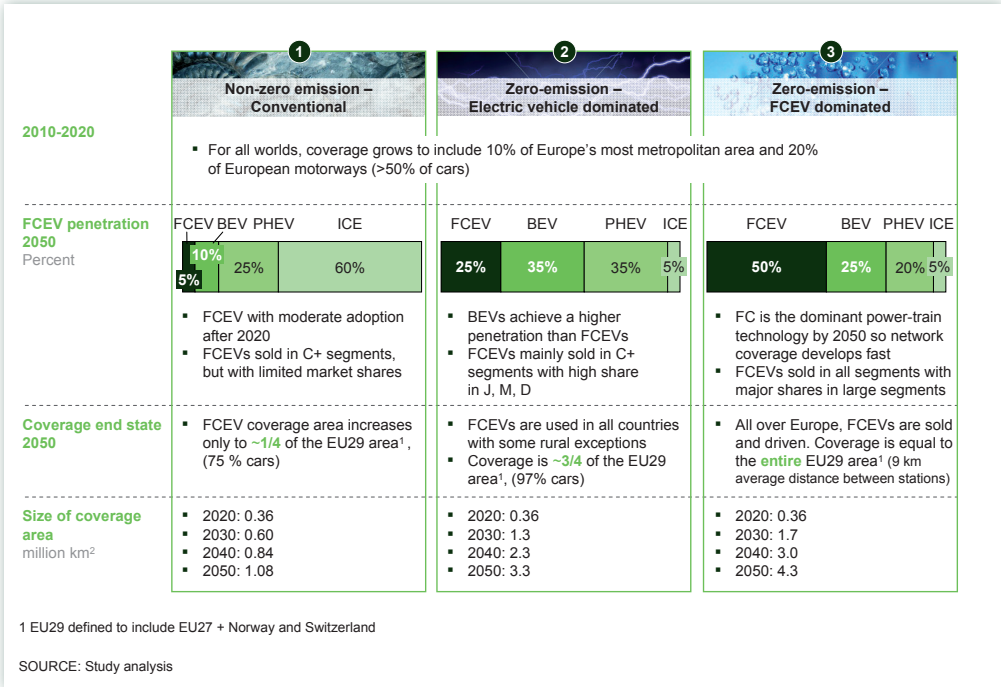 1
Non-zero emission –
Conventional
2
Zero-emission –
Electric vehicle dominated
3
Zero-emission –
FCEV dominated
2010-2020
▪ For all worlds, coverage grows to include 10% of Europe's most metropolitan area and 20%
of European motorways (>50% of cars)
FCEV penetration
2050
Percent
FCEV BEV PHEV ICE
5% 10% 25% 60%
▪ FCEV with moderate adoption
after 2020
▪ FCEVs sold in C+ segments,
but with limited market shares
FCEV BEV PHEV ICE
25% 35% 35% 5%
▪ BEVs achieve a higher
penetration than FCEVs
▪ FCEVs mainly sold in C+
segments with high share
in J, M, D
FCEV BEV PHEV ICE
50% 25% 20% 5%
▪ FC is the dominant power-train
technology by 2050 so network
coverage develops fast
▪ FCEVs sold in all segments with
major shares in large segments
Coverage end state
2050
▪ FCEV coverage area increases
only to ~1/4 of the EU29 area¹ ,
(75 % cars)
▪ FCEVs are used in all countries
with some rural exceptions
▪ Coverage is ~3/4 of the EU29
area¹, (97% cars)
▪ All over Europe, FCEVs are sold
and driven. Coverage is equal to
the entire EU29 area¹ (9 km
average distance between stations)
Size of coverage
area
million km²
▪ 2020: 0.36
▪ 2030: 0.60
▪ 2040: 0.84
▪ 2050: 1.08
▪ 2020: 0.36
▪ 2030: 1.3
▪ 2040: 2.3
▪ 2050: 3.3
▪ 2020: 0.36
▪ 2030: 1.7
▪ 2040: 3.0
▪ 2050: 4.3
1 EU29 defined to include EU27 + Norway and Switzerland
SOURCE: Study analysis